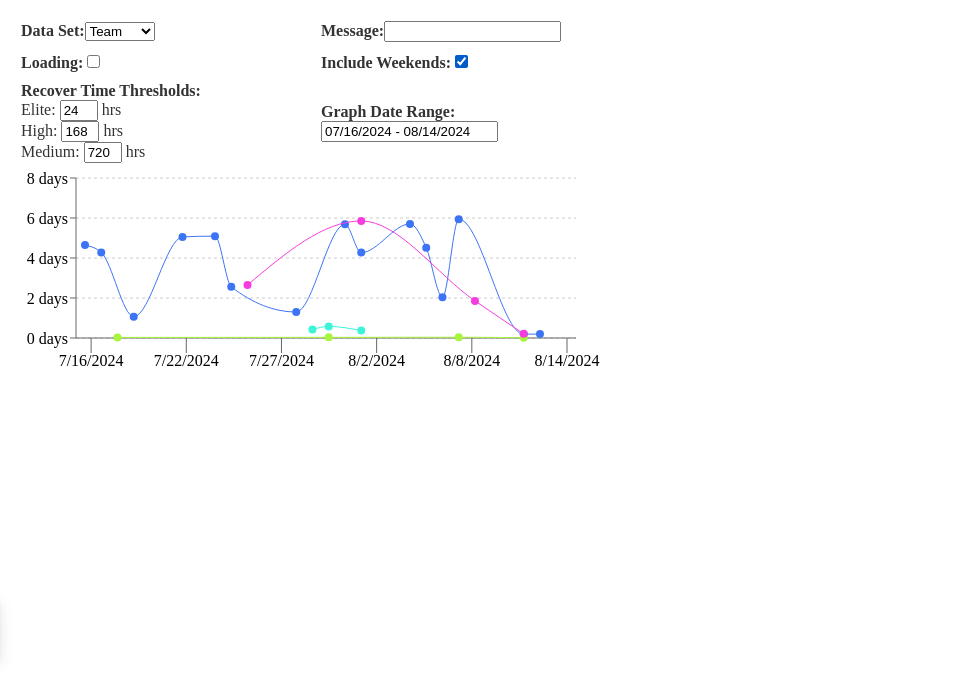 Data Set: Team
Message:
Loading:
Include Weekends:
Recover Time Thresholds:
Elite: 24 hrs
High: 168 hrs
Medium: 720 hrs
Graph Date Range:
07/16/2024 - 08/14/2024
8 days
6 days
4 days
2 days
0 days
7/16/2024 7/22/2024 7/27/2024 8/2/2024 8/8/2024 8/14/2024